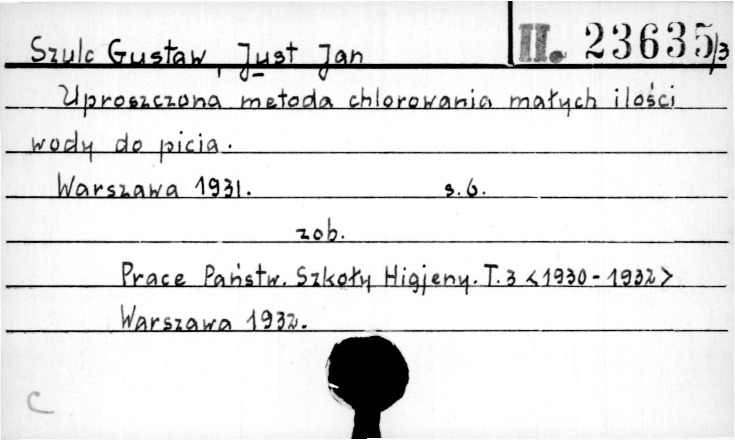 II. 23635/3
Szulc Gustaw, Just Jan
Uproszczona metoda chlorowania małych ilości
wody do picia.
Warszawa 1931. s. 6.
zob.
Prace Państw. Szkoły Higjeny. T. 3 <1930-1932>
Warszawa 1932.
C